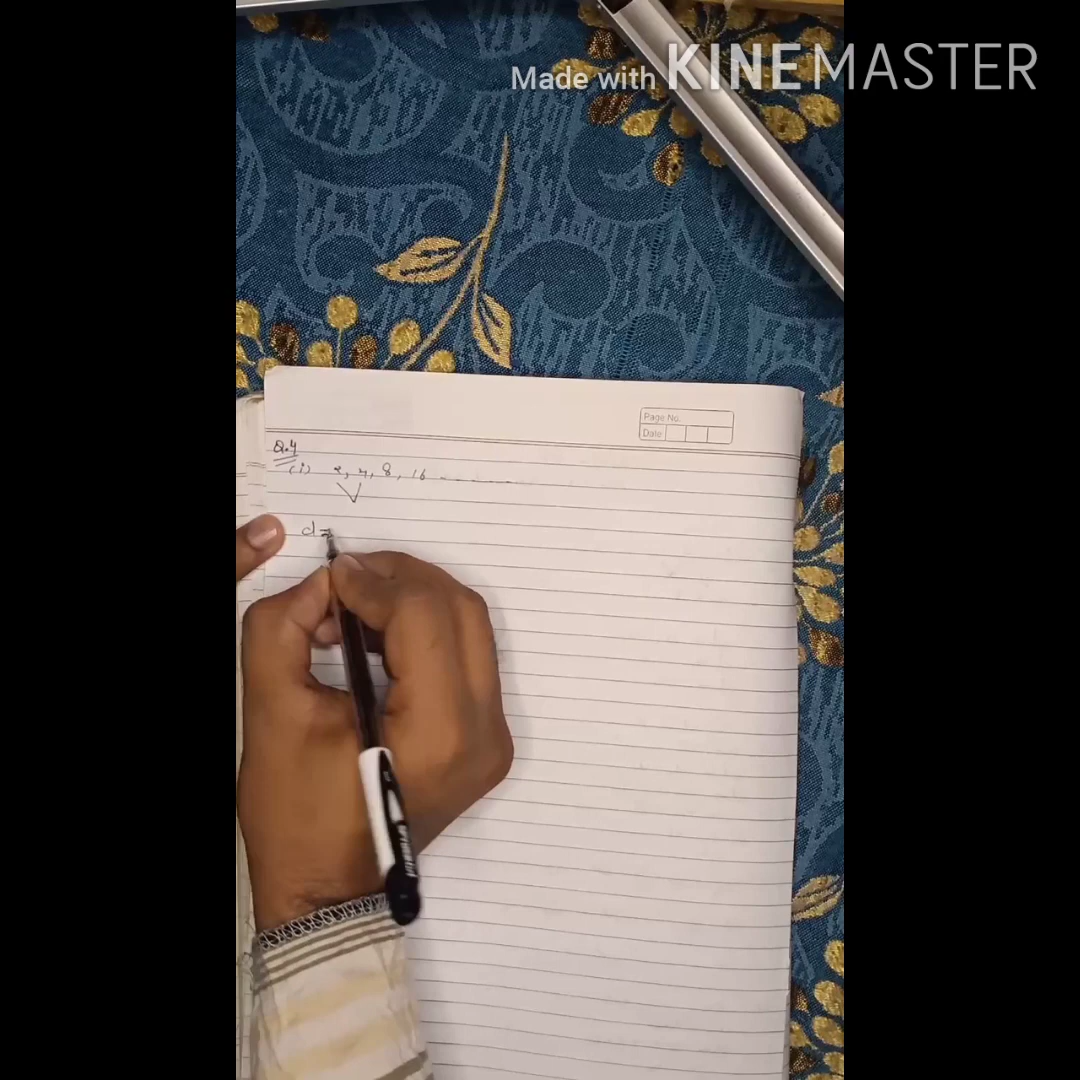 Made with KINEMASTER
Page No.
Date
Q.4
(i) 2, 4, 8, 16 ------
d=